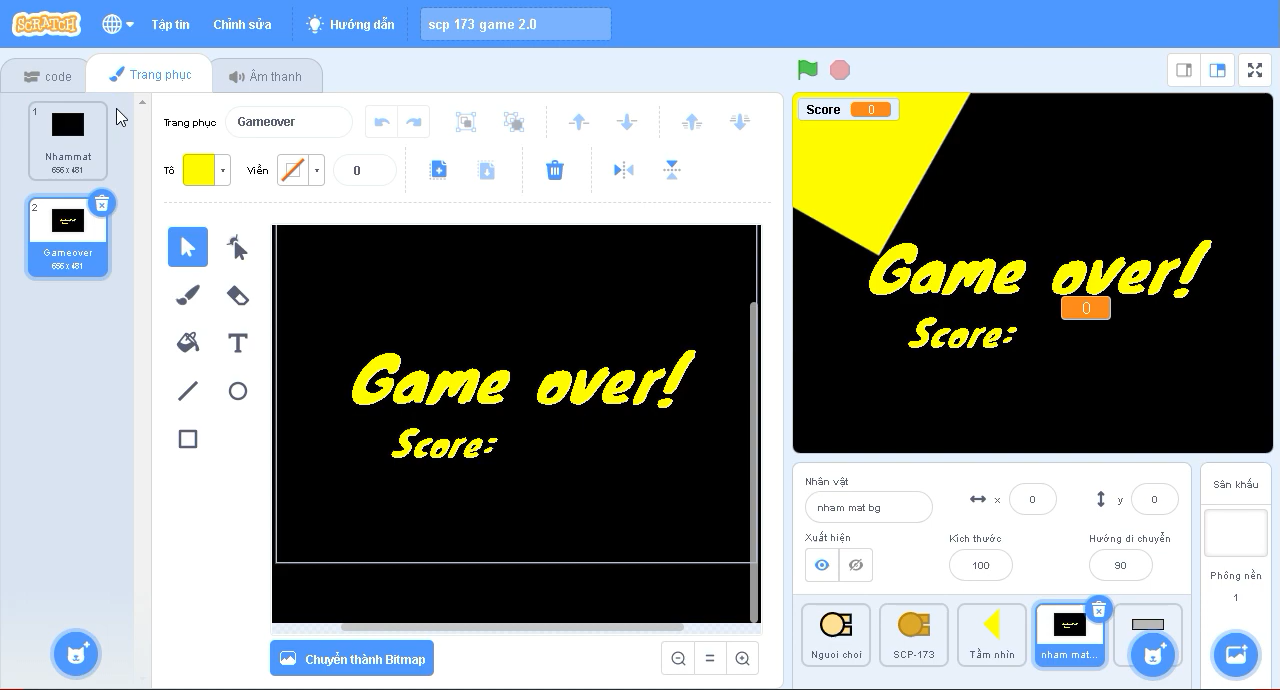 SCRATCH
Tập tin
Chỉnh sửa
Hướng dẫn
scp 173 game 2.0
code
Trang phục
Âm thanh
1
Nhammat
656 x 481
2
Gameover
656 x 481
Trang phục
Gameover
Tô
Viền
0
Game over!
Score:
Chuyển thành Bitmap
Score 0
Game over!
0
Score:
Nhân vật
nham mat bg
x
0
y
0
Xuất hiện
Kích thước
100
Hướng di chuyển
90
Nguoi choi
SCP-173
Tầm nhìn
nham mat...
Sân khấu
Phông nền
1